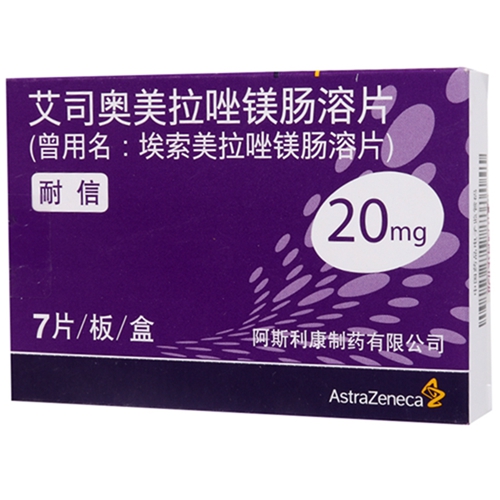 艾司奥美拉唑镁肠溶片
(曾用名：埃索美拉唑镁肠溶片)
耐信
20mg
7片/板/盒
阿斯利康制药有限公司
AstraZeneca